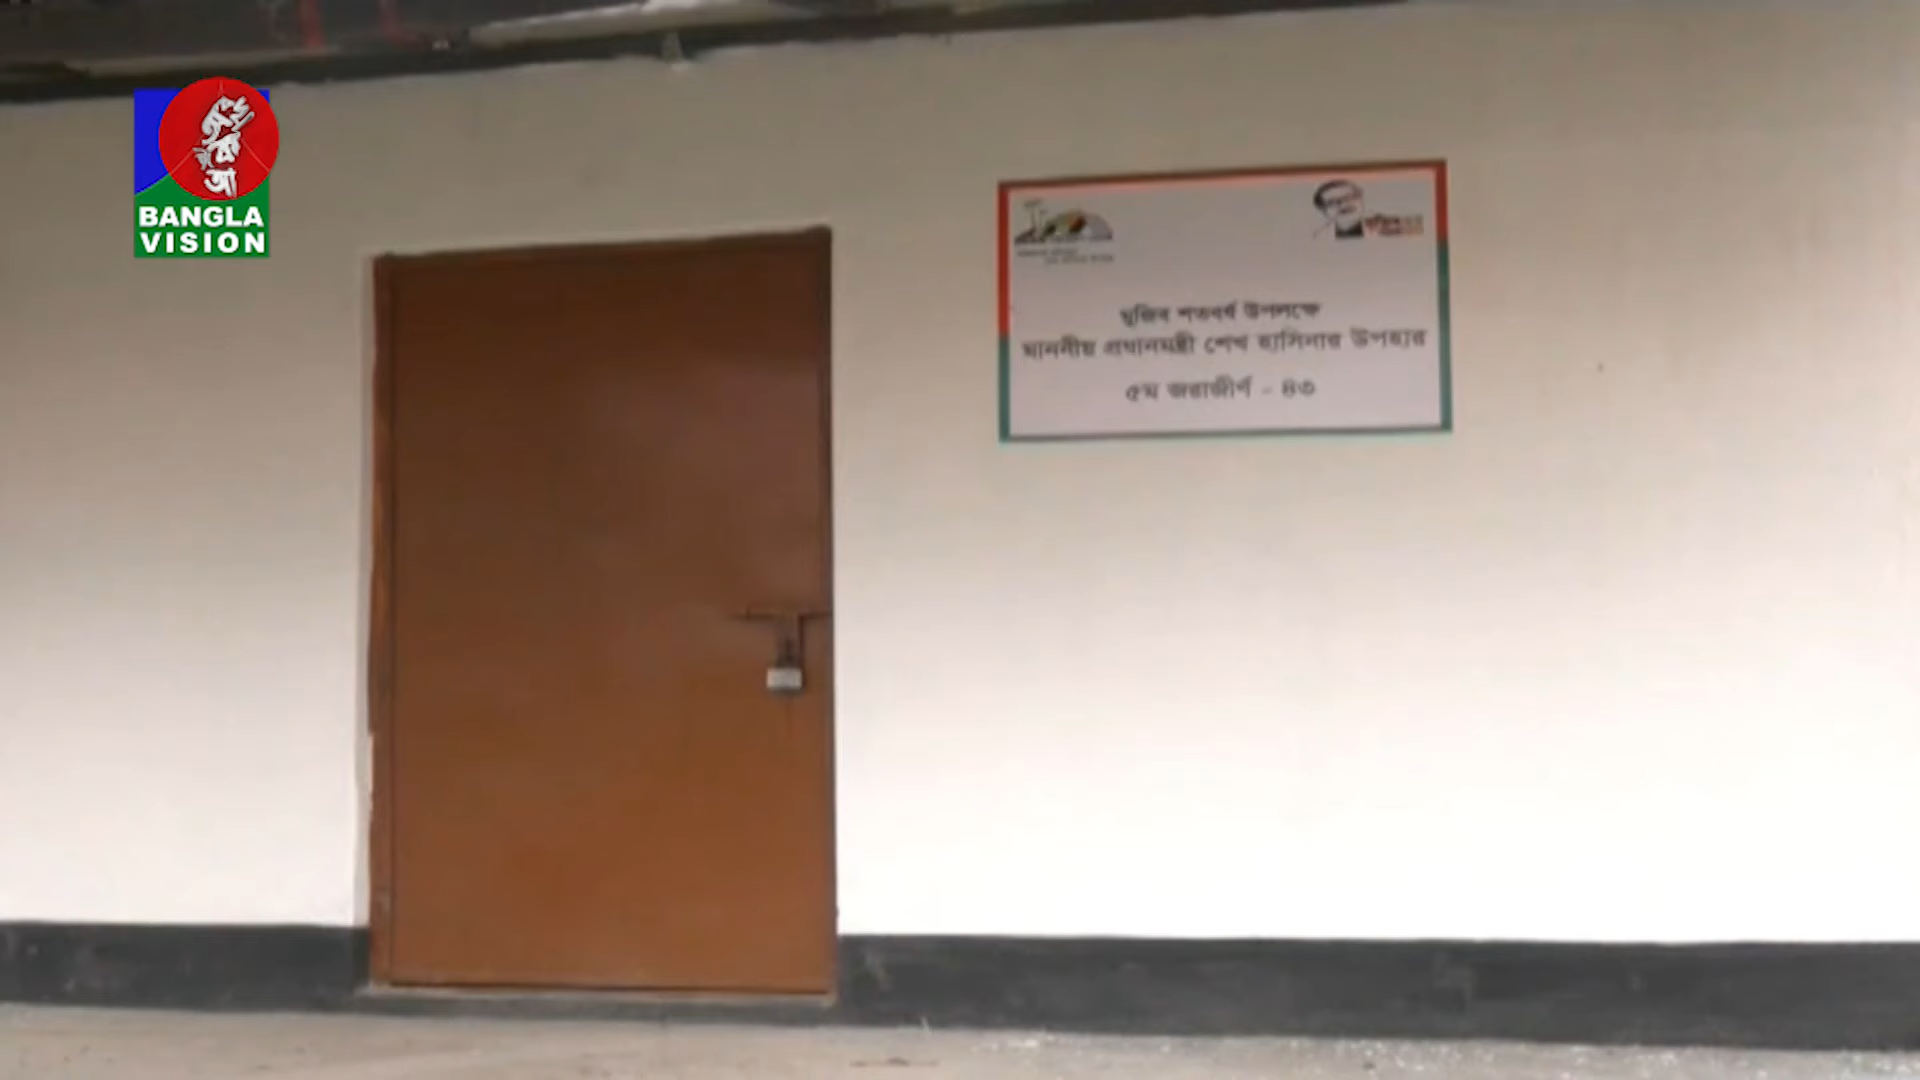 BANGLA
VISION
মুজিব শতবর্ষ উপলক্ষে
মাননীয় প্রধানমন্ত্রী শেখ হাসিনার উপহার
৫ম জরাজীর্ণ - ৪৩